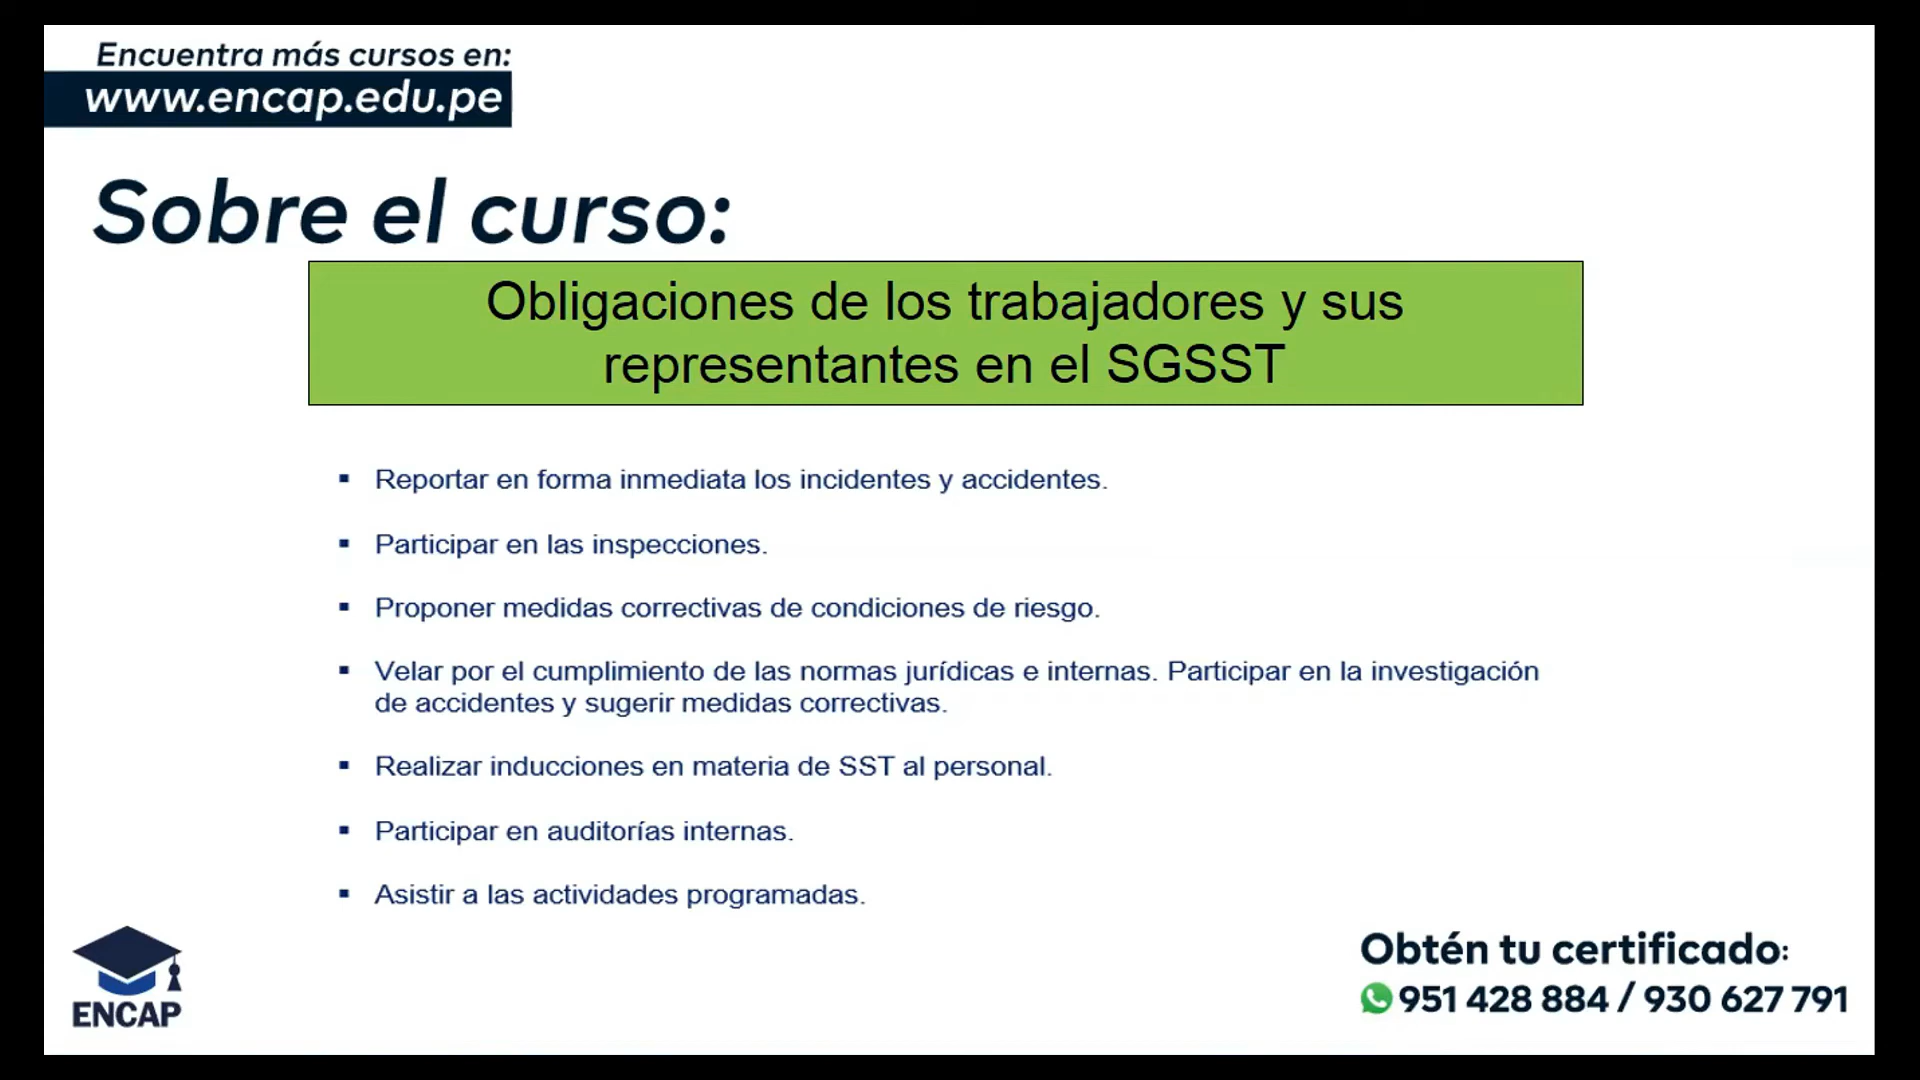 Encuentra más cursos en:
www.encap.edu.pe
Sobre el curso:
Obligaciones de los trabajadores y sus
representantes en el SGSST
▪ Reportar en forma inmediata los incidentes y accidentes.
▪ Participar en las inspecciones.
▪ Proponer medidas correctivas de condiciones de riesgo.
▪ Velar por el cumplimiento de las normas jurídicas e internas. Participar en la investigación
de accidentes y sugerir medidas correctivas.
▪ Realizar inducciones en materia de SST al personal.
▪ Participar en auditorías internas.
▪ Asistir a las actividades programadas.
ENCAP
Obtén tu certificado:
951 428 884 / 930 627 791